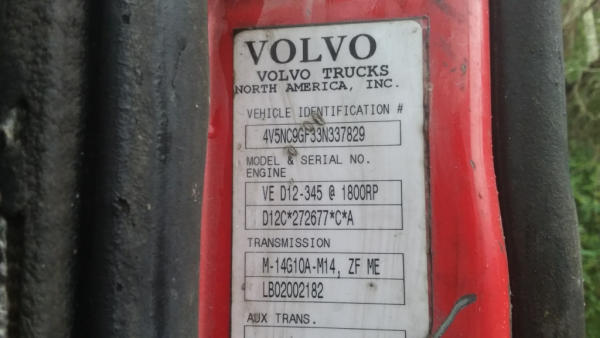 VOLVO
VOLVO TRUCKS
NORTH AMERICA, INC.
VEHICLE IDENTIFICATION #
4V5NC9GF33N337829
MODEL & SERIAL NO.
ENGINE
VE D12-345 @ 1800RP
D12C*272677*C*A
TRANSMISSION
M-14G10A-M14, ZF ME
LB02002182
AUX TRANS.